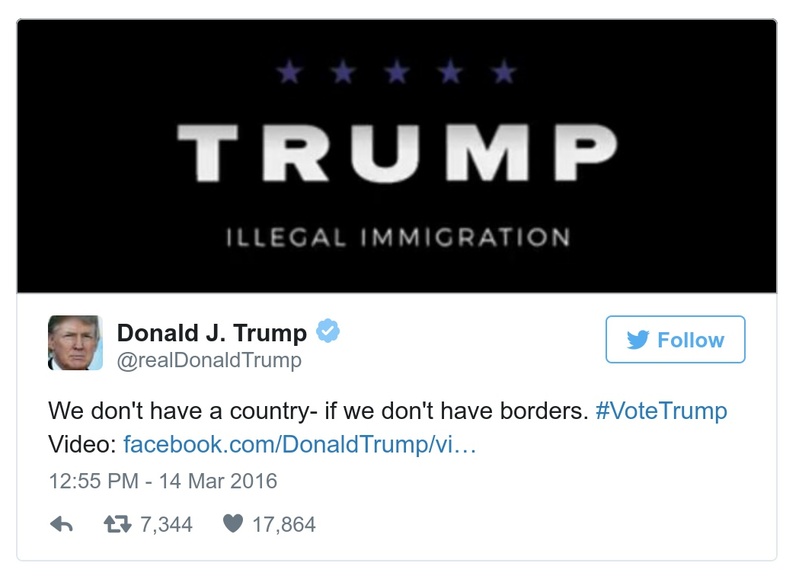 TRUMP
ILLEGAL IMMIGRATION
Donald J. Trump
@realDonaldTrump
Follow
We don't have a country- if we don't have borders. #VoteTrump
Video: facebook.com/DonaldTrump/vi…
12:55 PM - 14 Mar 2016
7,344 17,864